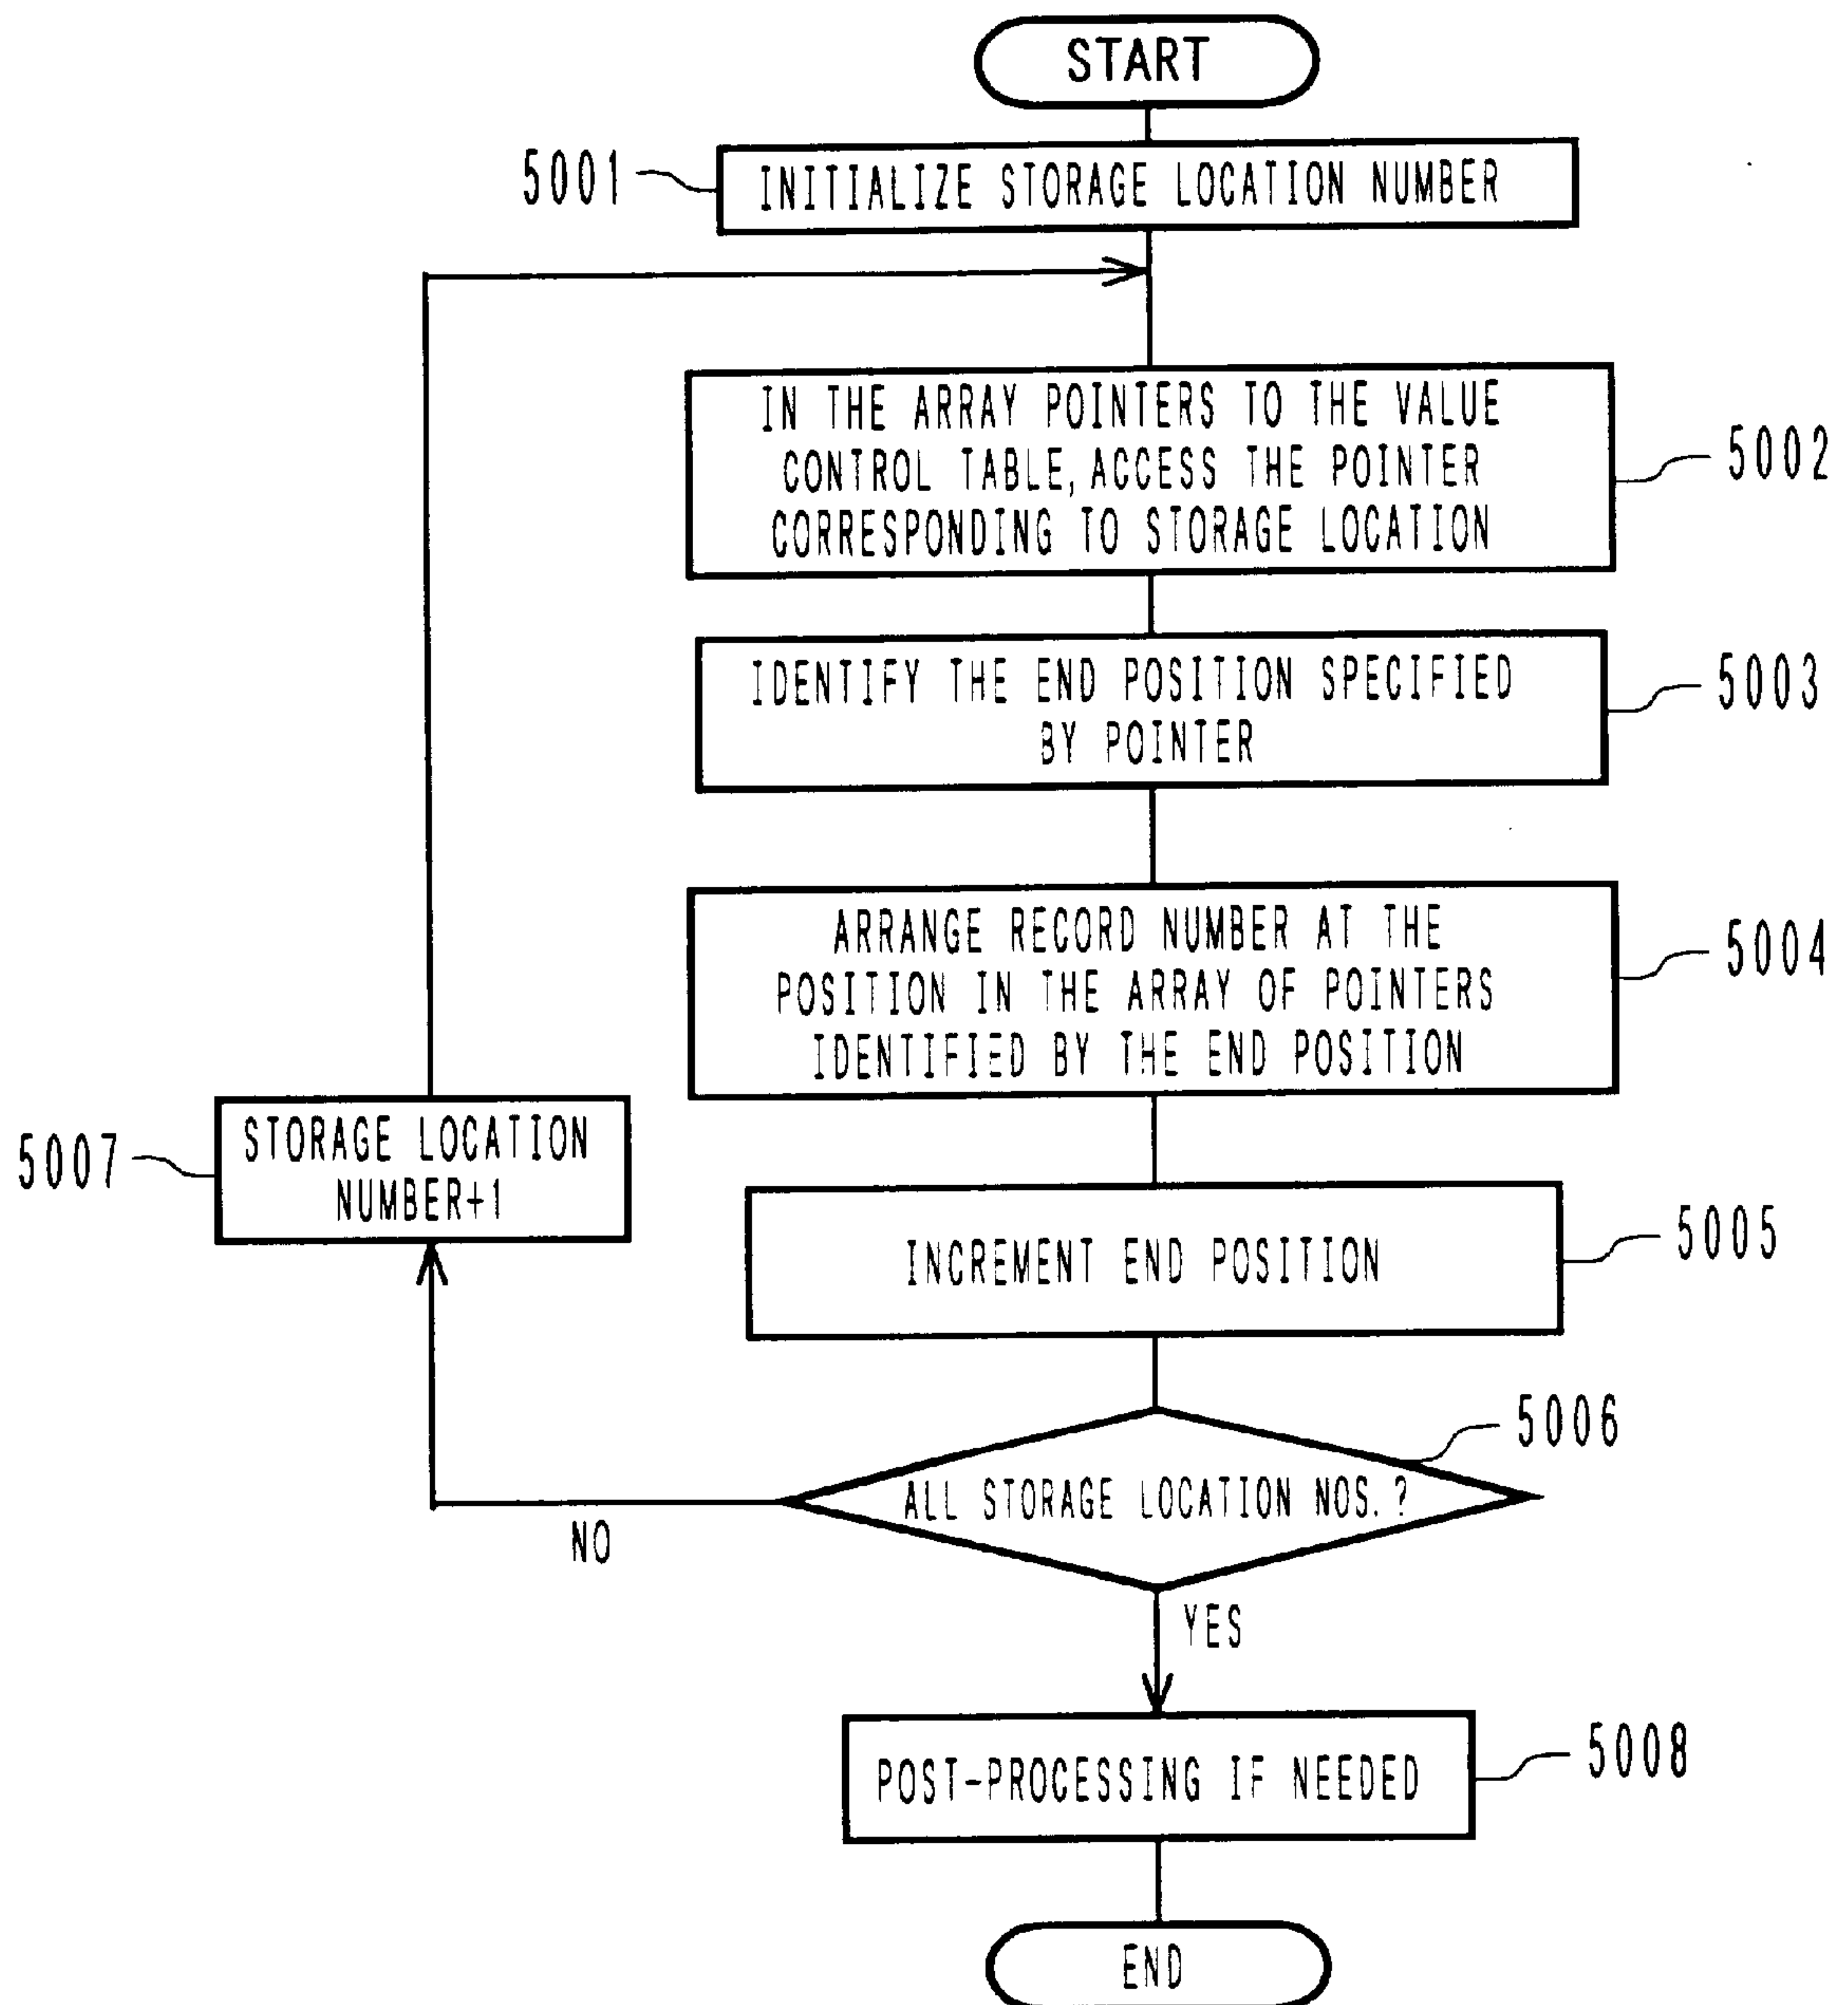 START
5001
INITIALIZE STORAGE LOCATION NUMBER
IN THE ARRAY POINTERS TO THE VALUE
CONTROL TABLE, ACCESS THE POINTER
CORRESPONDING TO STORAGE LOCATION
5002
IDENTIFY THE END POSITION SPECIFIED
BY POINTER
5003
ARRANGE RECORD NUMBER AT THE
POSITION IN THE ARRAY OF POINTERS
IDENTIFIED BY THE END POSITION
5004
5007
STORAGE LOCATION
NUMBER+1
INCREMENT END POSITION
5005
5006
ALL STORAGE LOCATION NOS.?
NO
YES
POST-PROCESSING IF NEEDED
5008
END